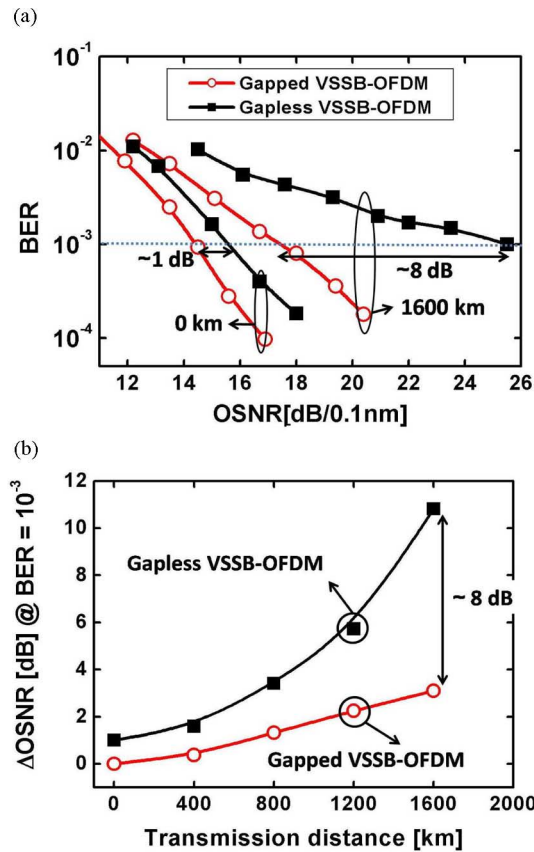 (a)
10⁻¹
Gapped VSSB-OFDM
Gapless VSSB-OFDM
10⁻²
BER
10⁻³
~1 dB
~8 dB
0 km
1600 km
10⁻⁴
12 14 16 18 20 22 24 26
OSNR[dB/0.1nm]
(b)
12
10
8
6
4
2
0
ΔOSNR [dB] @ BER = 10⁻³
Gapless VSSB-OFDM
~ 8 dB
Gapped VSSB-OFDM
0 400 800 1200 1600 2000
Transmission distance [km]